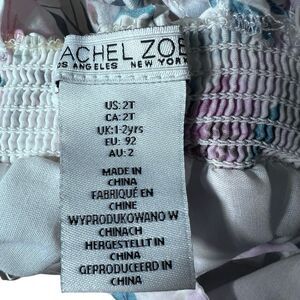 ACHEL ZOE
OS ANGELES NEW YORK
US: 2T
CA: 2T
UK:1-2yrs
EU: 92
AU: 2
MADE IN
CHINA
FABRIQUÉ EN
CHINE
WYPRODUKOWANO W
CHINACH
HERGESTELLT IN
CHINA
GEPRODUCEERD IN
CHINA